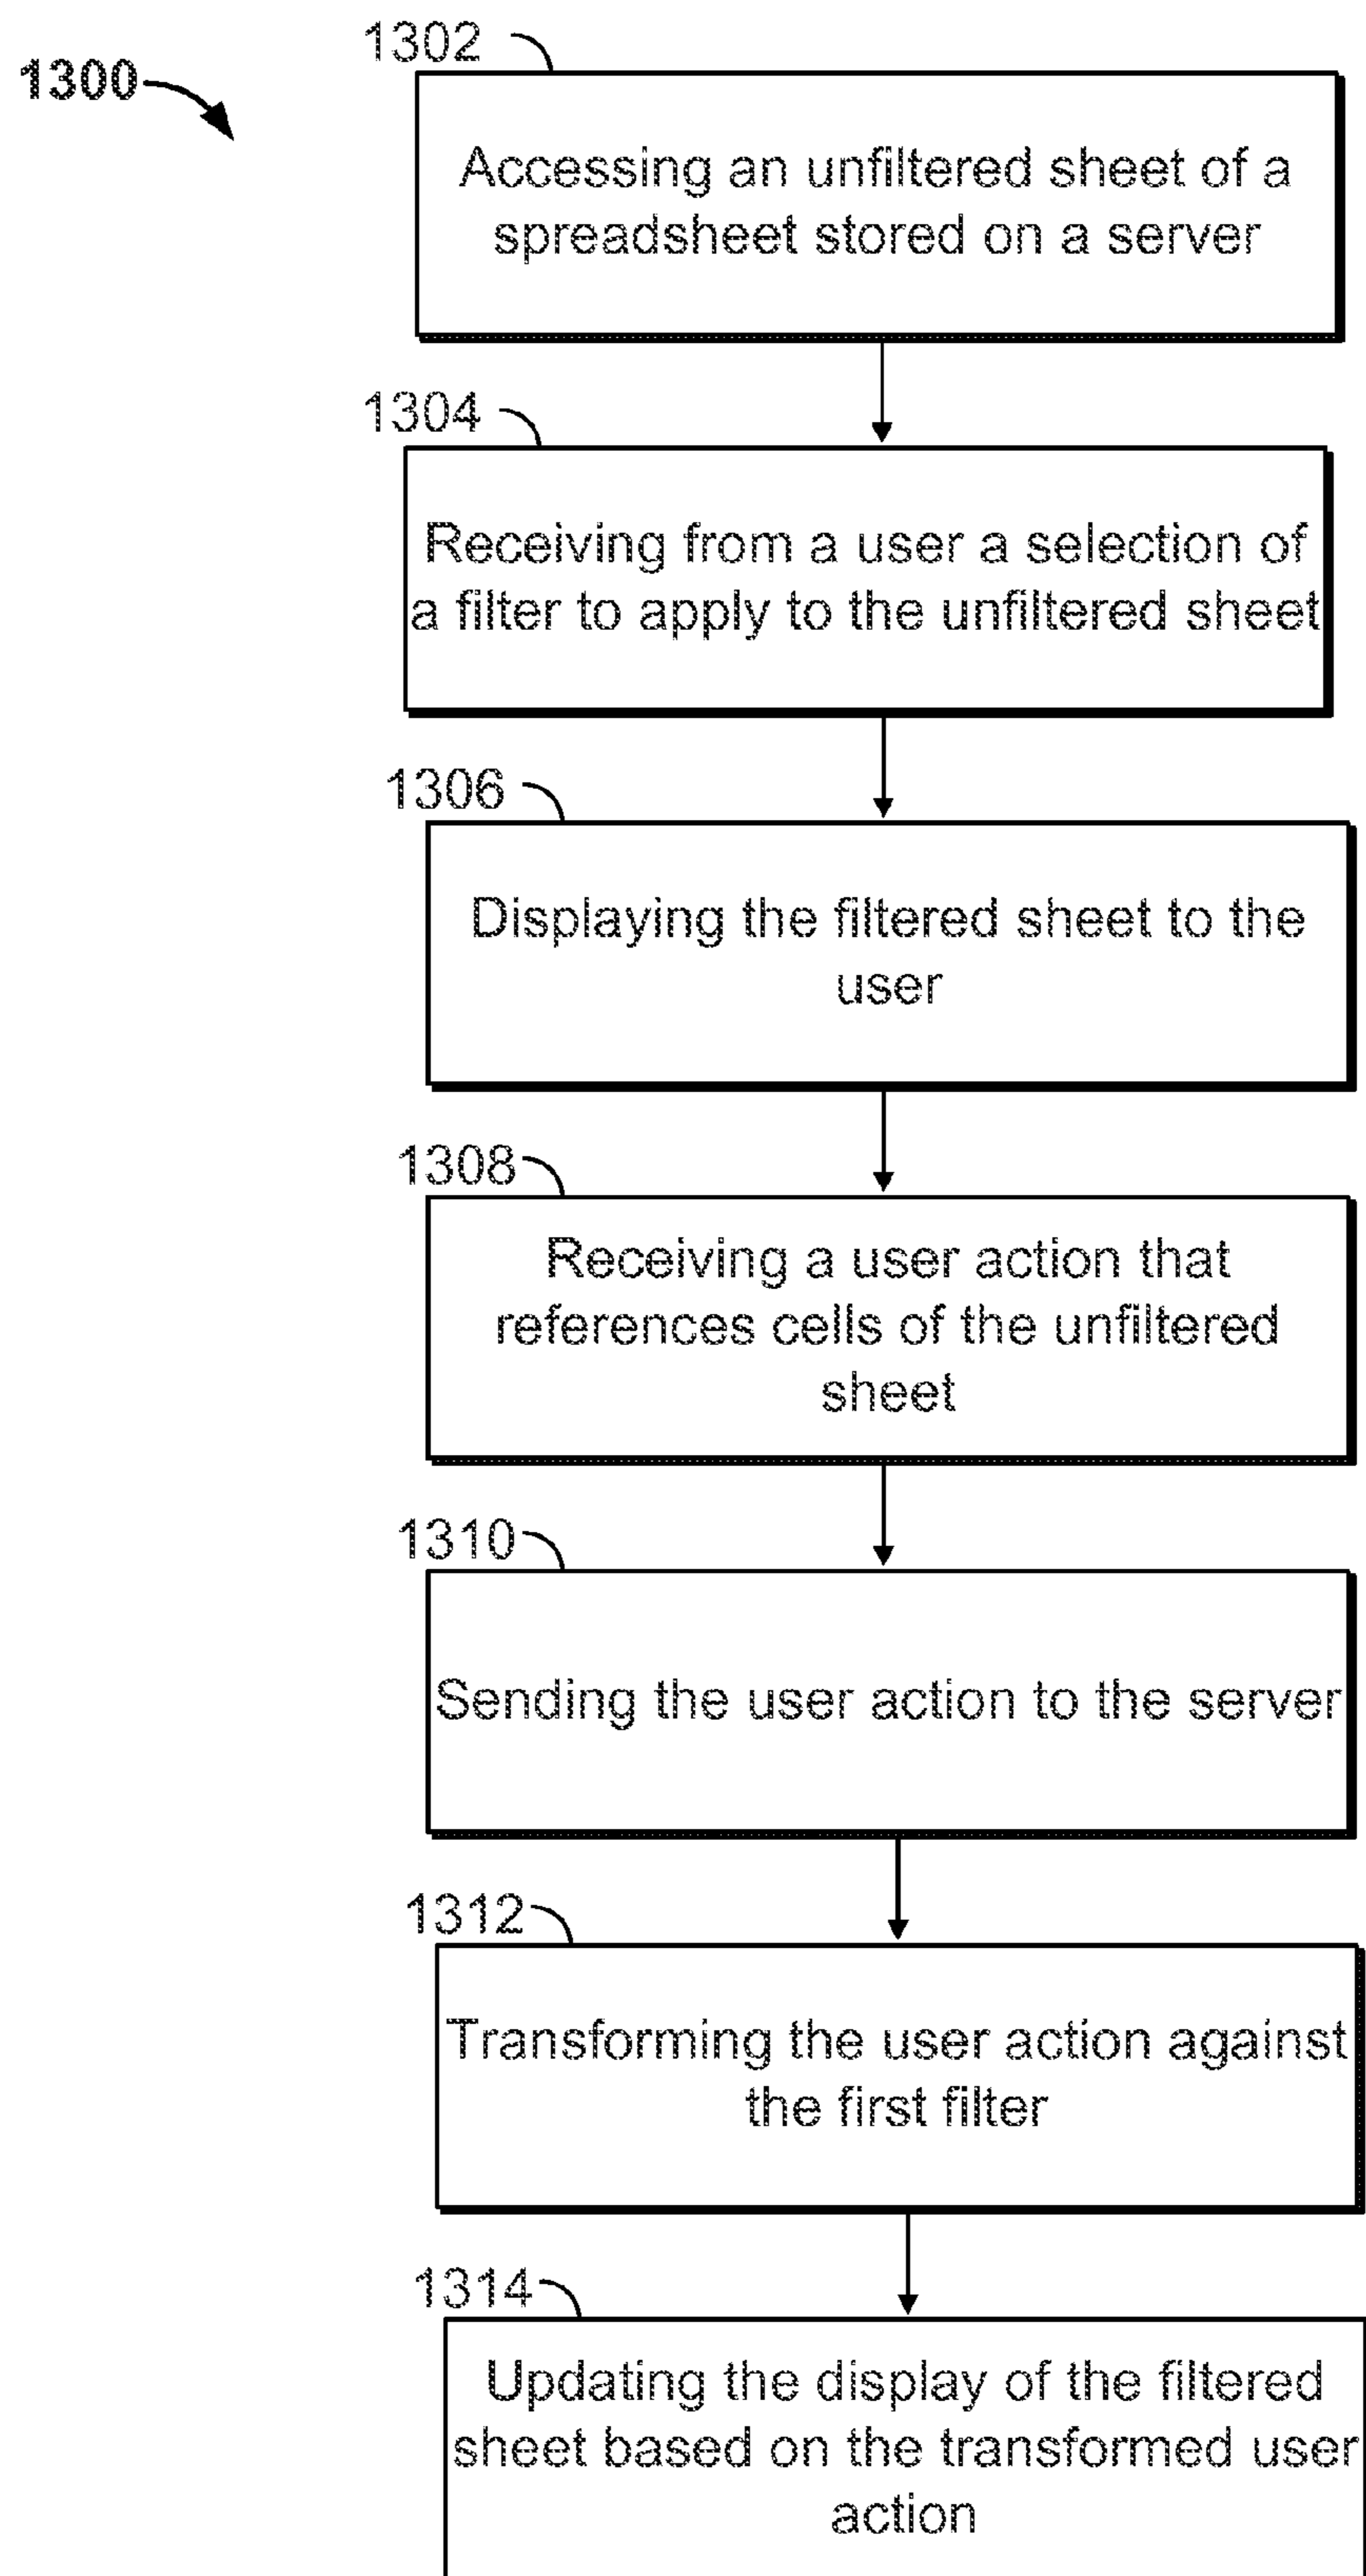 1300
1302
Accessing an unfiltered sheet of a
spreadsheet stored on a server
1304
Receiving from a user a selection of
a filter to apply to the unfiltered sheet
1306
Displaying the filtered sheet to the
user
1308
Receiving a user action that
references cells of the unfiltered
sheet
1310
Sending the user action to the server
1312
Transforming the user action against
the first filter
1314
Updating the display of the filtered
sheet based on the transformed user
action